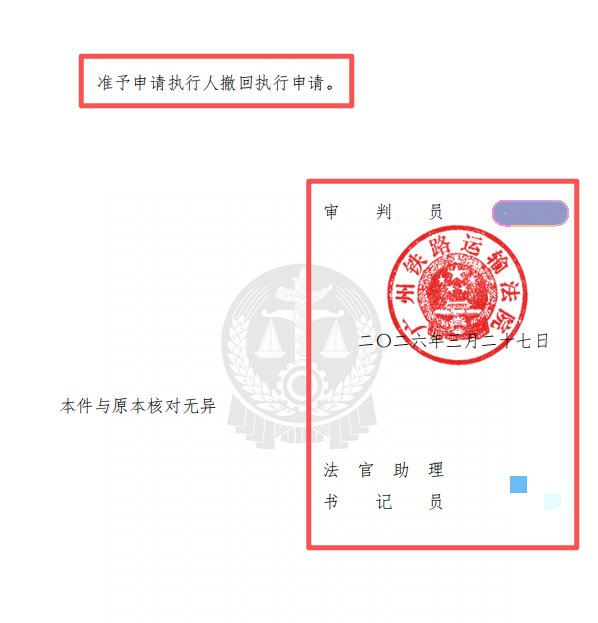 准予申请执行人撤回执行申请。
审判员
广州铁路运输法院
二〇二六年三月二十七日
本件与原本核对无异
法官助理
书记员